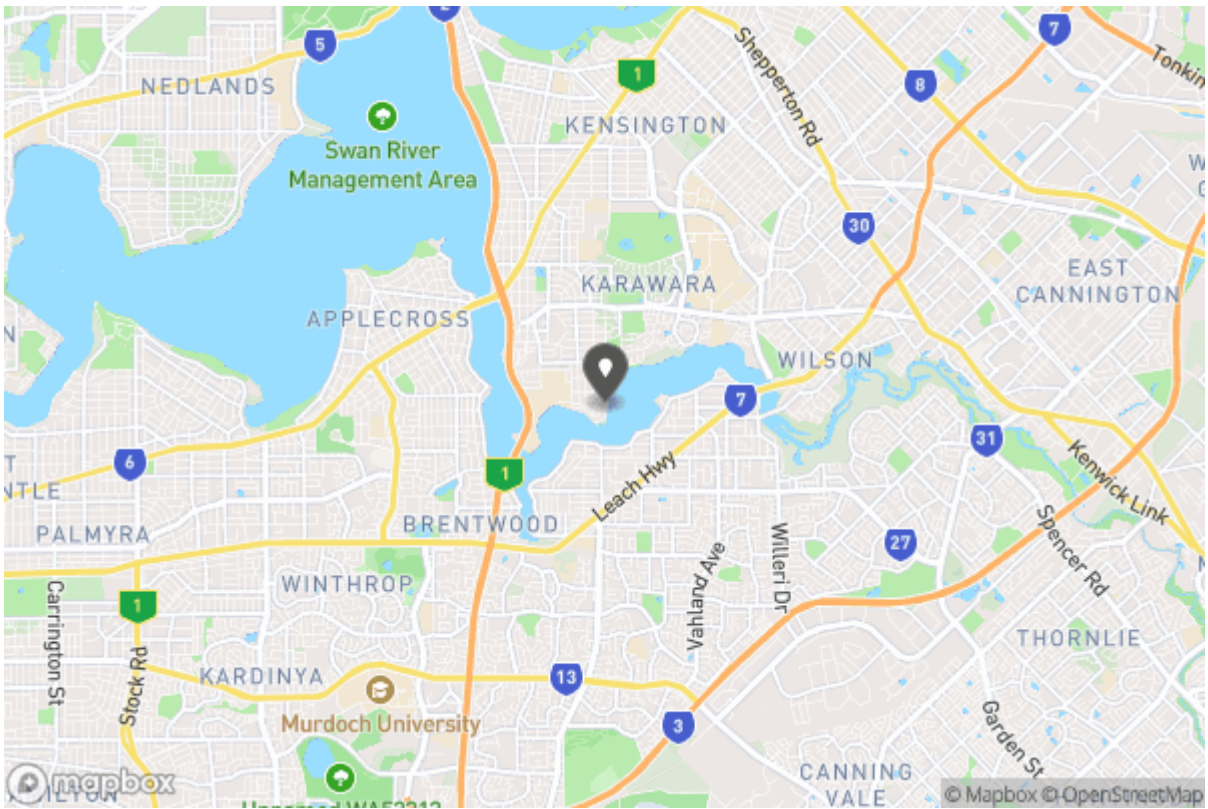 2
5
7
Tonkin
NEDLANDS
1
Shepperton Rd
8
KENSINGTON
Swan River
Management Area
30
KARAWARA
EAST
CANNINGTON
APPLECROSS
WILSON
7
6
31
1
Leach Hwy
Kenwick Link
PALMYRA
BRENTWOOD
27
Spencer Rd
Willeri Dr
Vahland Ave
WINTHROP
1
Carrington St
THORNLIE
Stock Rd
KARDINYA
13
Murdoch University
3
Garden St
CANNING
VALE
mapbox
© Mapbox © OpenStreetMap